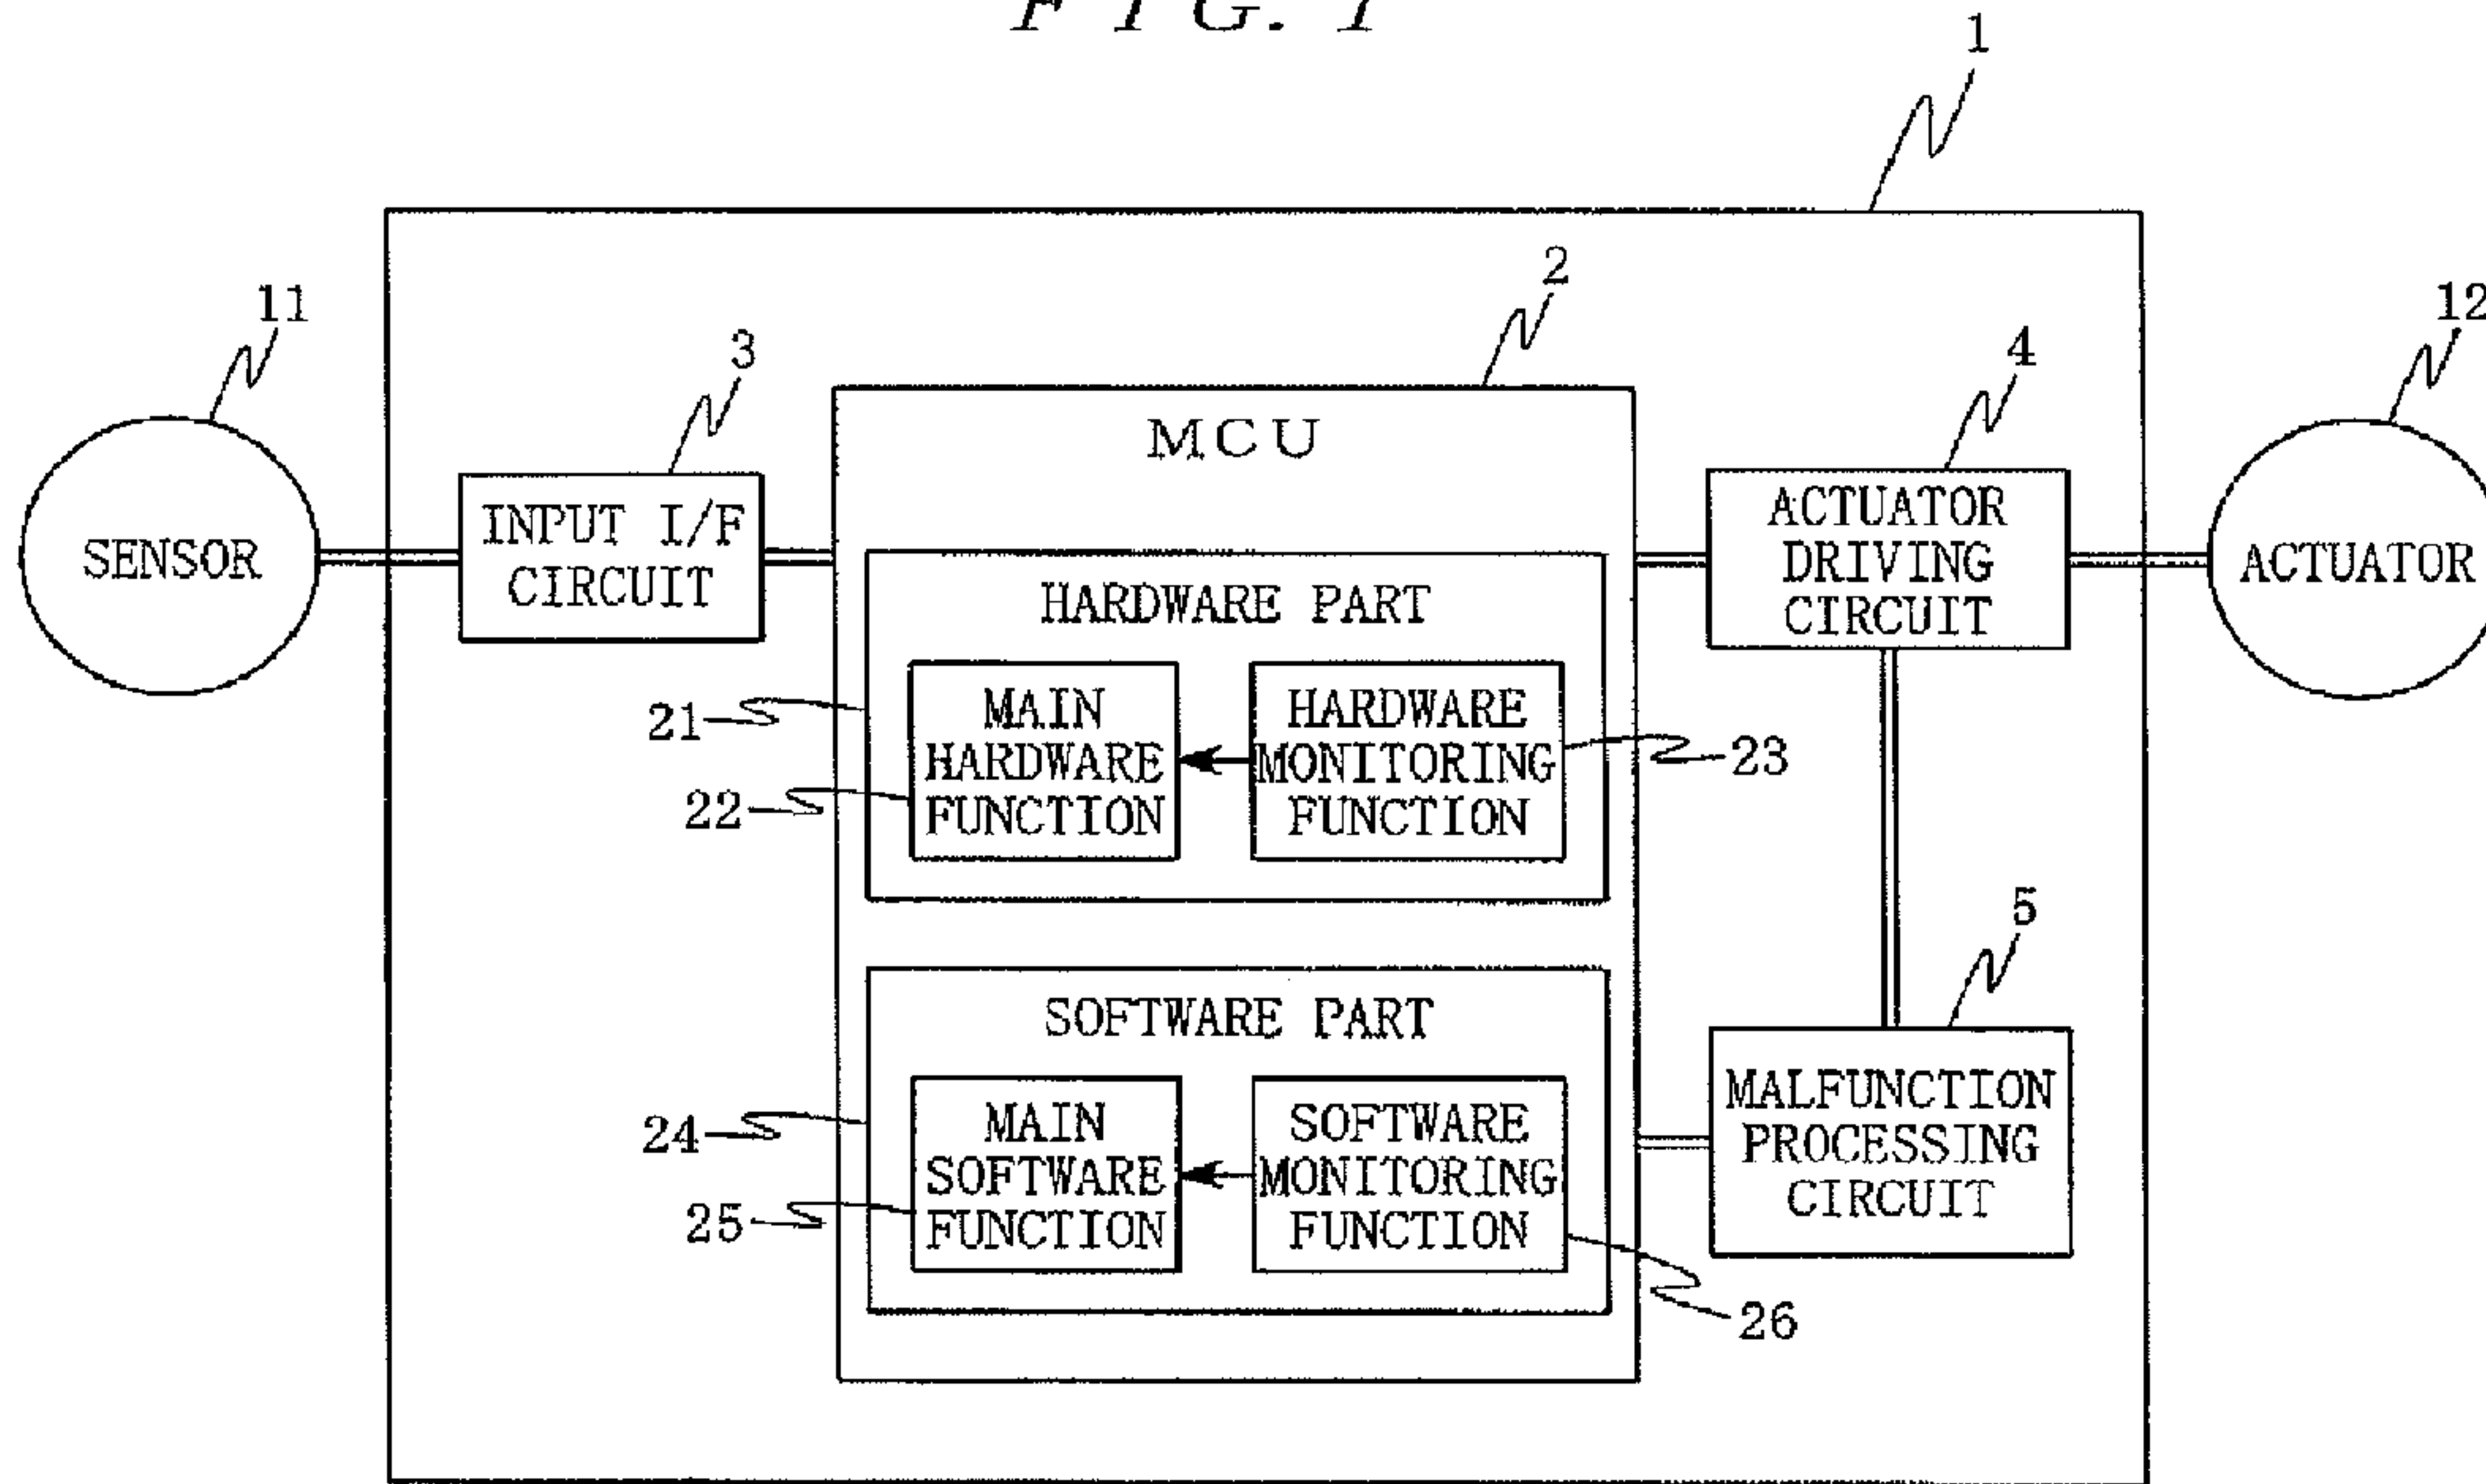 FIG. 1
1
2
11
12
3
4
MCU
INPUT I/F
CIRCUIT
ACTUATOR
DRIVING
CIRCUIT
SENSOR
ACTUATOR
HARDWARE PART
21
MAIN
HARDWARE
FUNCTION
HARDWARE
MONITORING
FUNCTION
23
22
5
SOFTWARE PART
24
MAIN
SOFTWARE
FUNCTION
SOFTWARE
MONITORING
FUNCTION
MALFUNCTION
PROCESSING
CIRCUIT
25
26